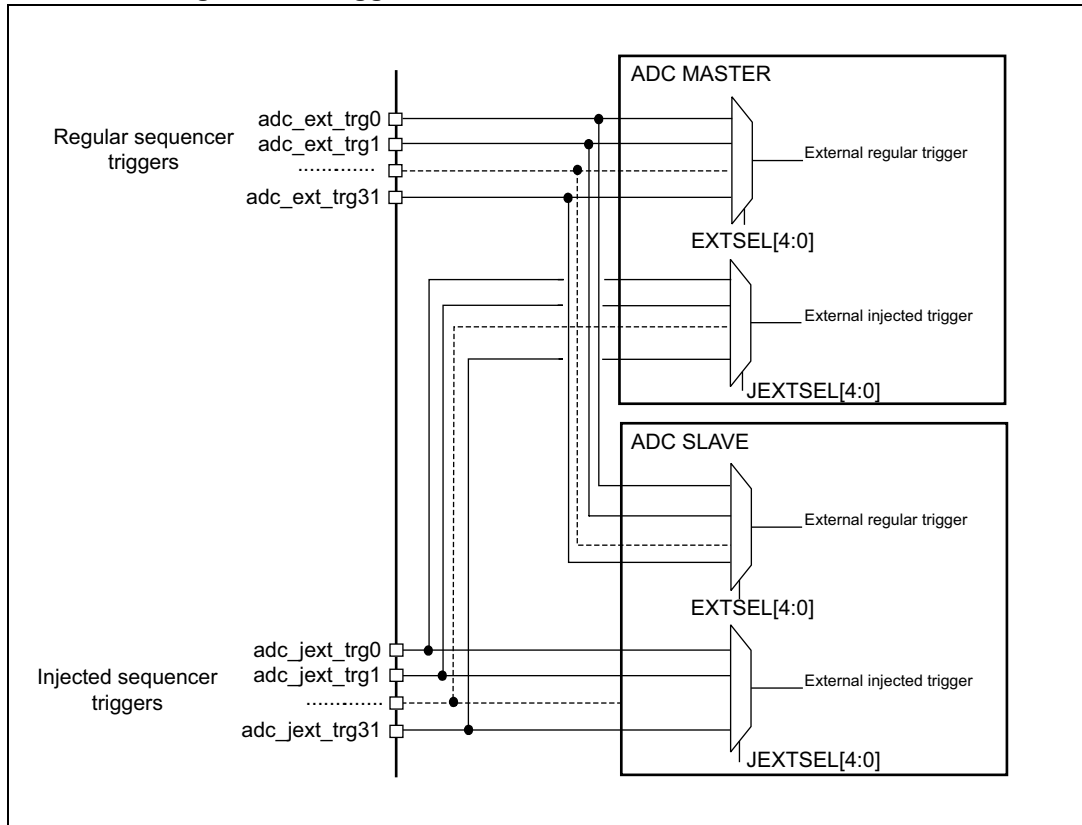 ADC MASTER
adc_ext_trg0
Regular sequencer
triggers
adc_ext_trg1
............
adc_ext_trg31
External regular trigger
EXTSEL[4:0]
External injected trigger
JEXTSEL[4:0]
ADC SLAVE
External regular trigger
EXTSEL[4:0]
adc_jext_trg0
Injected sequencer
triggers
adc_jext_trg1
............
adc_jext_trg31
External injected trigger
JEXTSEL[4:0]